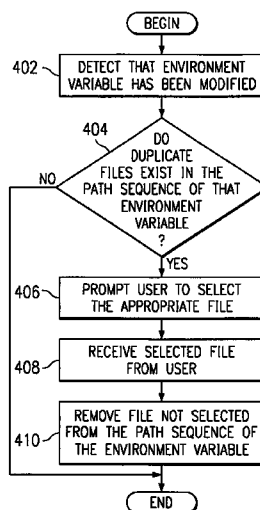 BEGIN
402
DETECT THAT ENVIRONMENT
VARIABLE HAS BEEN MODIFIED
404
DO
DUPLICATE
FILES EXIST IN THE
PATH SEQUENCE OF THAT
ENVIRONMENT
VARIABLE
?
NO
YES
406
PROMPT USER TO SELECT
THE APPROPRIATE FILE
408
RECEIVE SELECTED FILE
FROM USER
410
REMOVE FILE NOT SELECTED
FROM THE PATH SEQUENCE OF
THE ENVIRONMENT VARIABLE
END